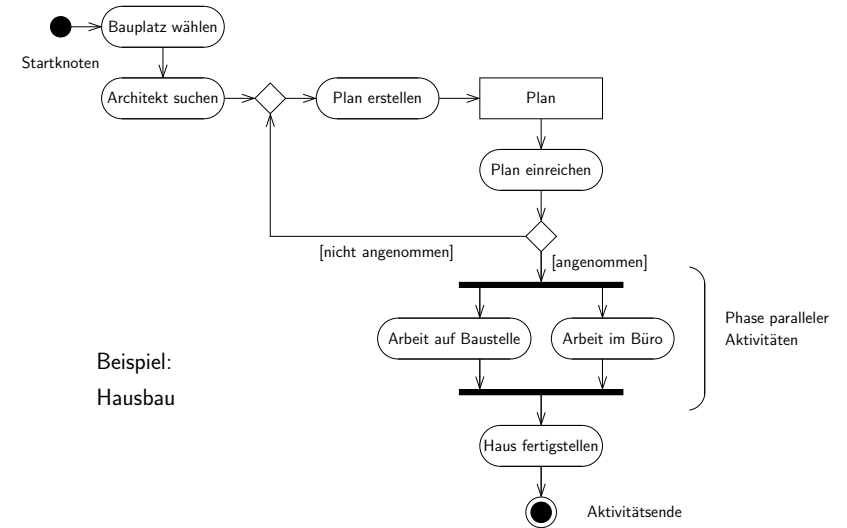 Bauplatz wählen
Startknoten
Architekt suchen
Plan erstellen
Plan
Plan einreichen
[nicht angenommen]
[angenommen]
Phase paralleler
Aktivitäten
Arbeit auf Baustelle
Arbeit im Büro
Beispiel:
Hausbau
Haus fertigstellen
Aktivitätsende